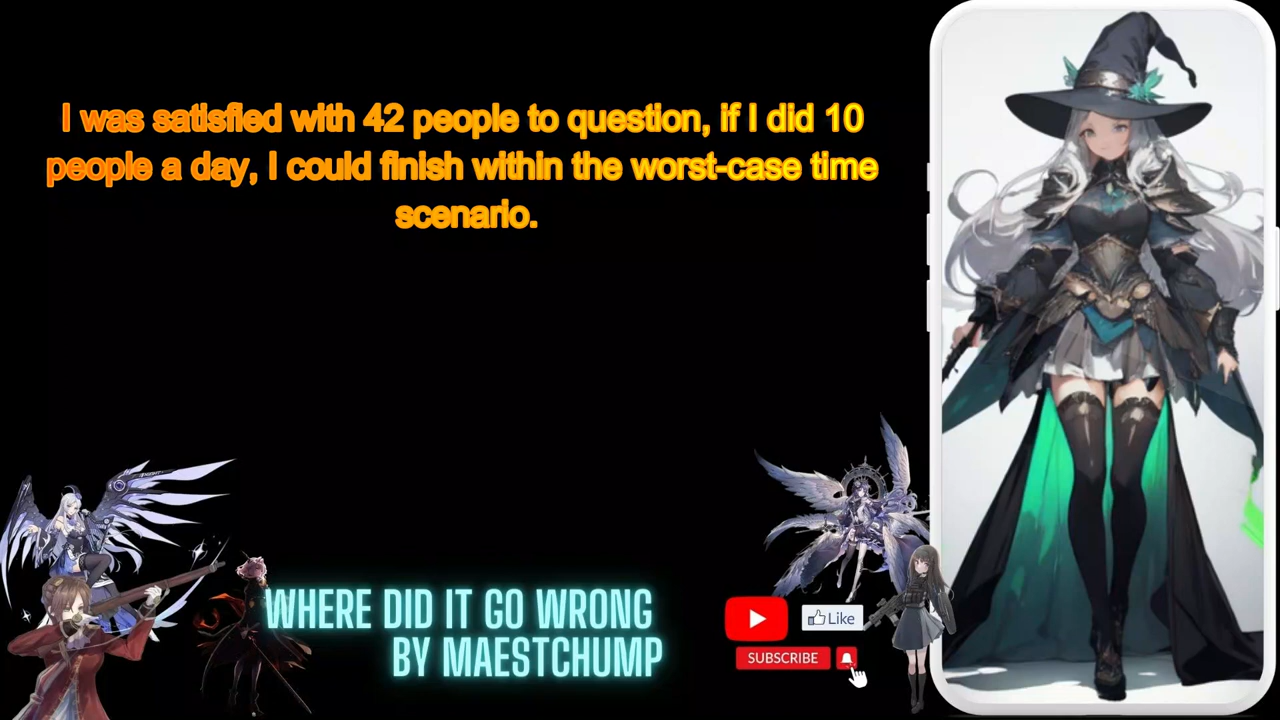 I was satisfied with 42 people to question, if I did 10
people a day, I could finish within the worst-case time
scenario.
WHERE DID IT GO WRONG
BY MAESTCHUMP
Like
SUBSCRIBE